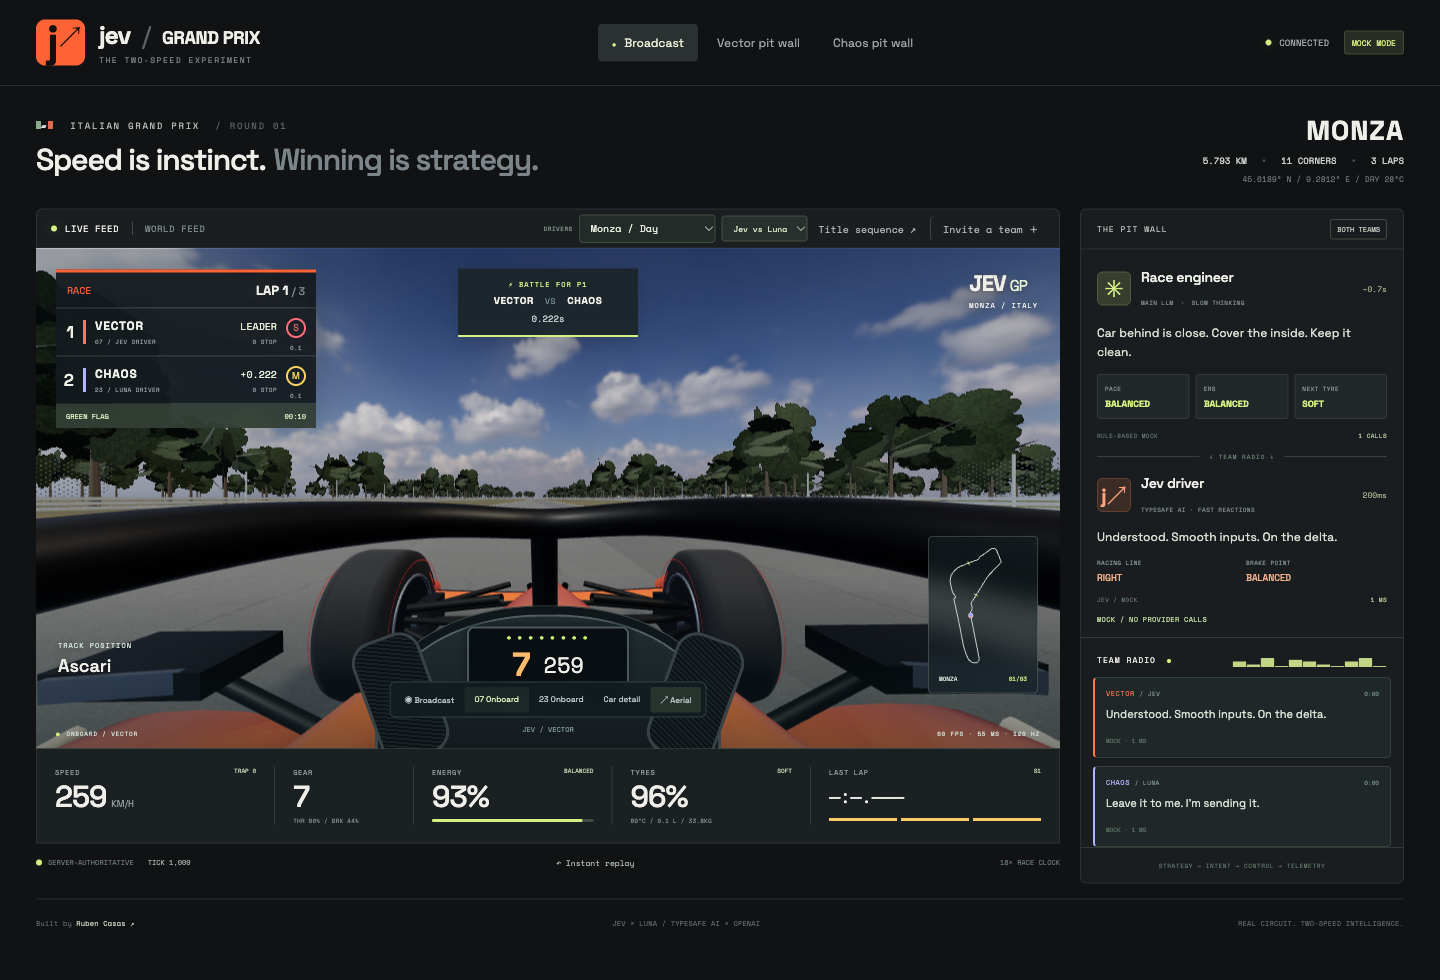 jev / GRAND PRIX
THE TWO-SPEED EXPERIMENT
Broadcast
Vector pit wall
Chaos pit wall
CONNECTED
MOCK MODE
ITALIAN GRAND PRIX / ROUND 01
Speed is instinct. Winning is strategy.
MONZA
5.793 KM · 11 CORNERS · 3 LAPS
45.6189° N / 9.2812° E / DRY 28°C
LIVE FEED
WORLD FEED
DRIVERS
Monza / Day
Jev vs Luna
Title sequence ↗
Invite a team +
RACE
LAP 1 / 3
1 VECTOR LEADER S
07 / JEV DRIVER 0 STOP 0.1
2 CHAOS +0.222 M
23 / LUNA DRIVER 0 STOP 0.1
GREEN FLAG 00:10
⚡ BATTLE FOR P1
VECTOR VS CHAOS
0.222s
JEV GP
MONZA / ITALY
TRACK POSITION
Ascari
7 259
MONZA 01/03
Broadcast
07 Onboard
23 Onboard
Car detail
↗ Aerial
JEV / VECTOR
ONBOARD / VECTOR
60 FPS · 55 MS · 120 HZ
SPEED TRAP 0
259 KM/H
GEAR
7
THR 60% / BRK 44%
ENERGY BALANCED
93%
TYRES SOFT
96%
89°C / 0.1 L / 33.8KG
LAST LAP S1
—:—.——
SERVER-AUTHORITATIVE TICK 1,000
↶ Instant replay
18× RACE CLOCK
THE PIT WALL
BOTH TEAMS
Race engineer
MAIN LLM · SLOW THINKING
~0.7s
Car behind is close. Cover the inside. Keep it
clean.
PACE
BALANCED
ERS
BALANCED
NEXT TYRE
SOFT
RULE-BASED MOCK 1 CALLS
↓ TEAM RADIO ↓
j↗
Jev driver
TYPESAFE AI · FAST REACTIONS
200ms
Understood. Smooth inputs. On the delta.
RACING LINE
RIGHT
BRAKE POINT
BALANCED
JEV / MOCK 1 MS
MOCK / NO PROVIDER CALLS
TEAM RADIO
VECTOR / JEV 0:00
Understood. Smooth inputs. On the delta.
MOCK · 1 MS
CHAOS / LUNA 0:00
Leave it to me. I'm sending it.
MOCK · 1 MS
STRATEGY → INTENT → CONTROL → TELEMETRY
Built by Ruben Casas ↗
JEV × LUNA / TYPESAFE AI × OPENAI
REAL CIRCUIT. TWO-SPEED INTELLIGENCE.